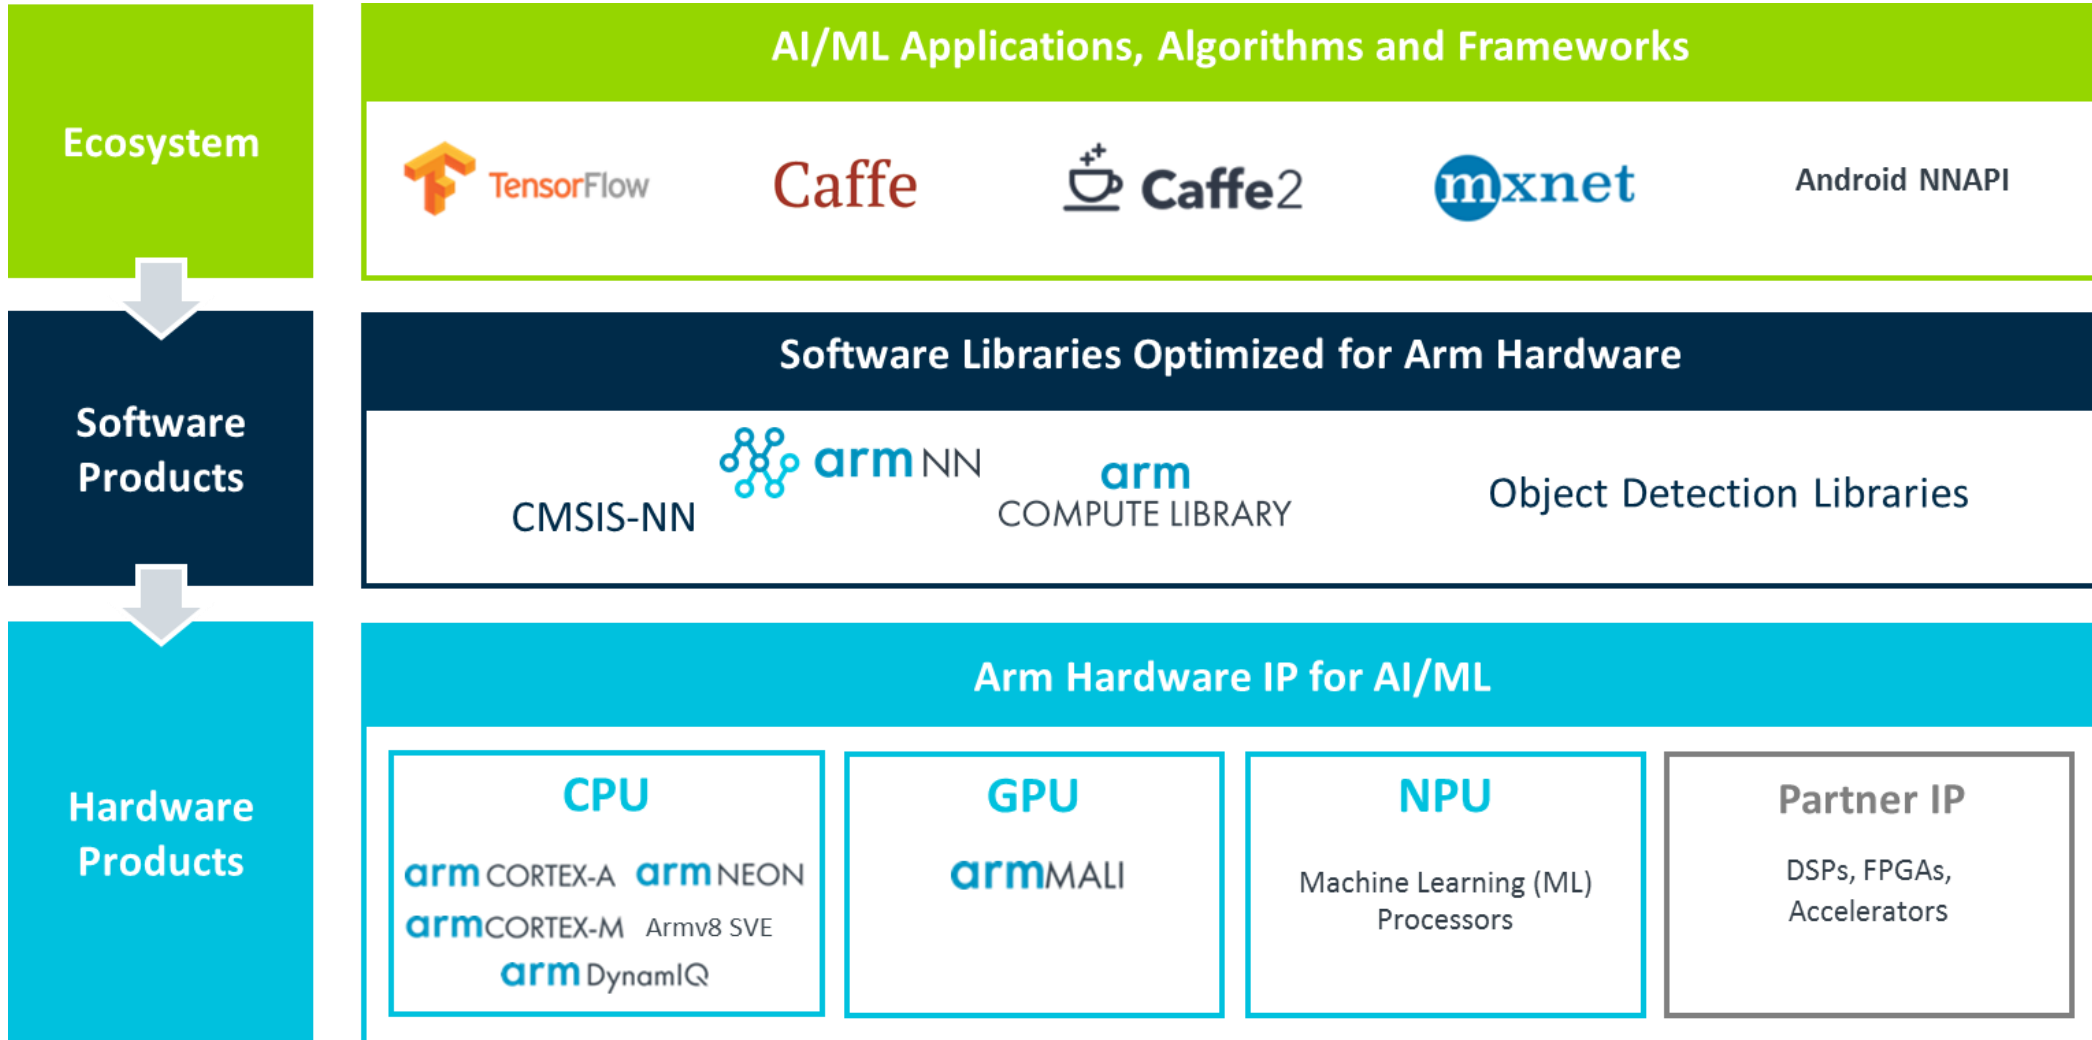 Ecosystem
AI/ML Applications, Algorithms and Frameworks
TensorFlow
Caffe
Caffe2
mxnet
Android NNAPI
Software
Products
Software Libraries Optimized for Arm Hardware
CMSIS-NN
arm NN
arm
COMPUTE LIBRARY
Object Detection Libraries
Hardware
Products
Arm Hardware IP for AI/ML
CPU
arm CORTEX-A arm NEON
arm CORTEX-M Armv8 SVE
arm DynamIQ
GPU
arm MALI
NPU
Machine Learning (ML)
Processors
Partner IP
DSPs, FPGAs,
Accelerators